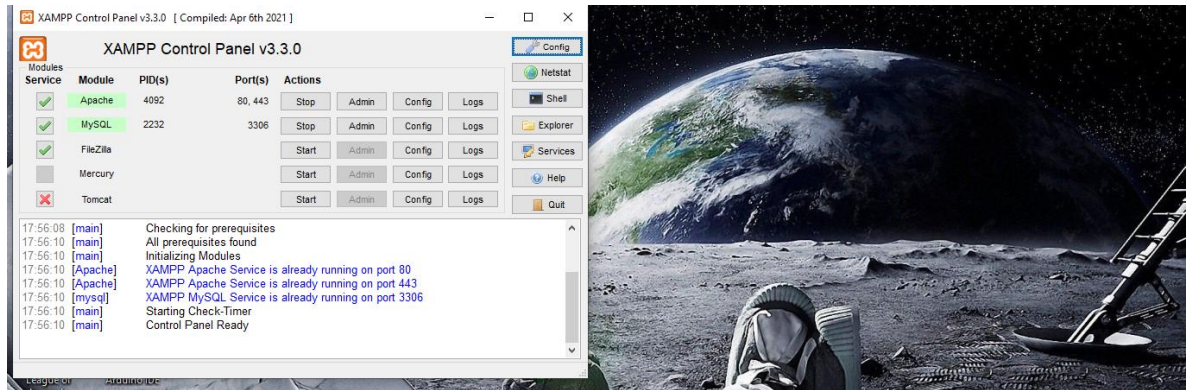 XAMPP Control Panel v3.3.0 [ Compiled: Apr 6th 2021 ]
XAMPP Control Panel v3.3.0
Config
Modules
Service Module PID(s) Port(s) Actions
Netstat
Apache 4092 80, 443 Stop Admin Config Logs
Shell
MySQL 2232 3306 Stop Admin Config Logs
Explorer
FileZilla Start Admin Config Logs
Services
Mercury Start Admin Config Logs
Help
Tomcat Start Admin Config Logs
Quit
17:56:08 [main] Checking for prerequisites
17:56:10 [main] All prerequisites found
17:56:10 [main] Initializing Modules
17:56:10 [Apache] XAMPP Apache Service is already running on port 80
17:56:10 [Apache] XAMPP Apache Service is already running on port 443
17:56:10 [mysql] XAMPP MySQL Service is already running on port 3306
17:56:10 [main] Starting Check-Timer
17:56:10 [main] Control Panel Ready
League of Arduino IDE